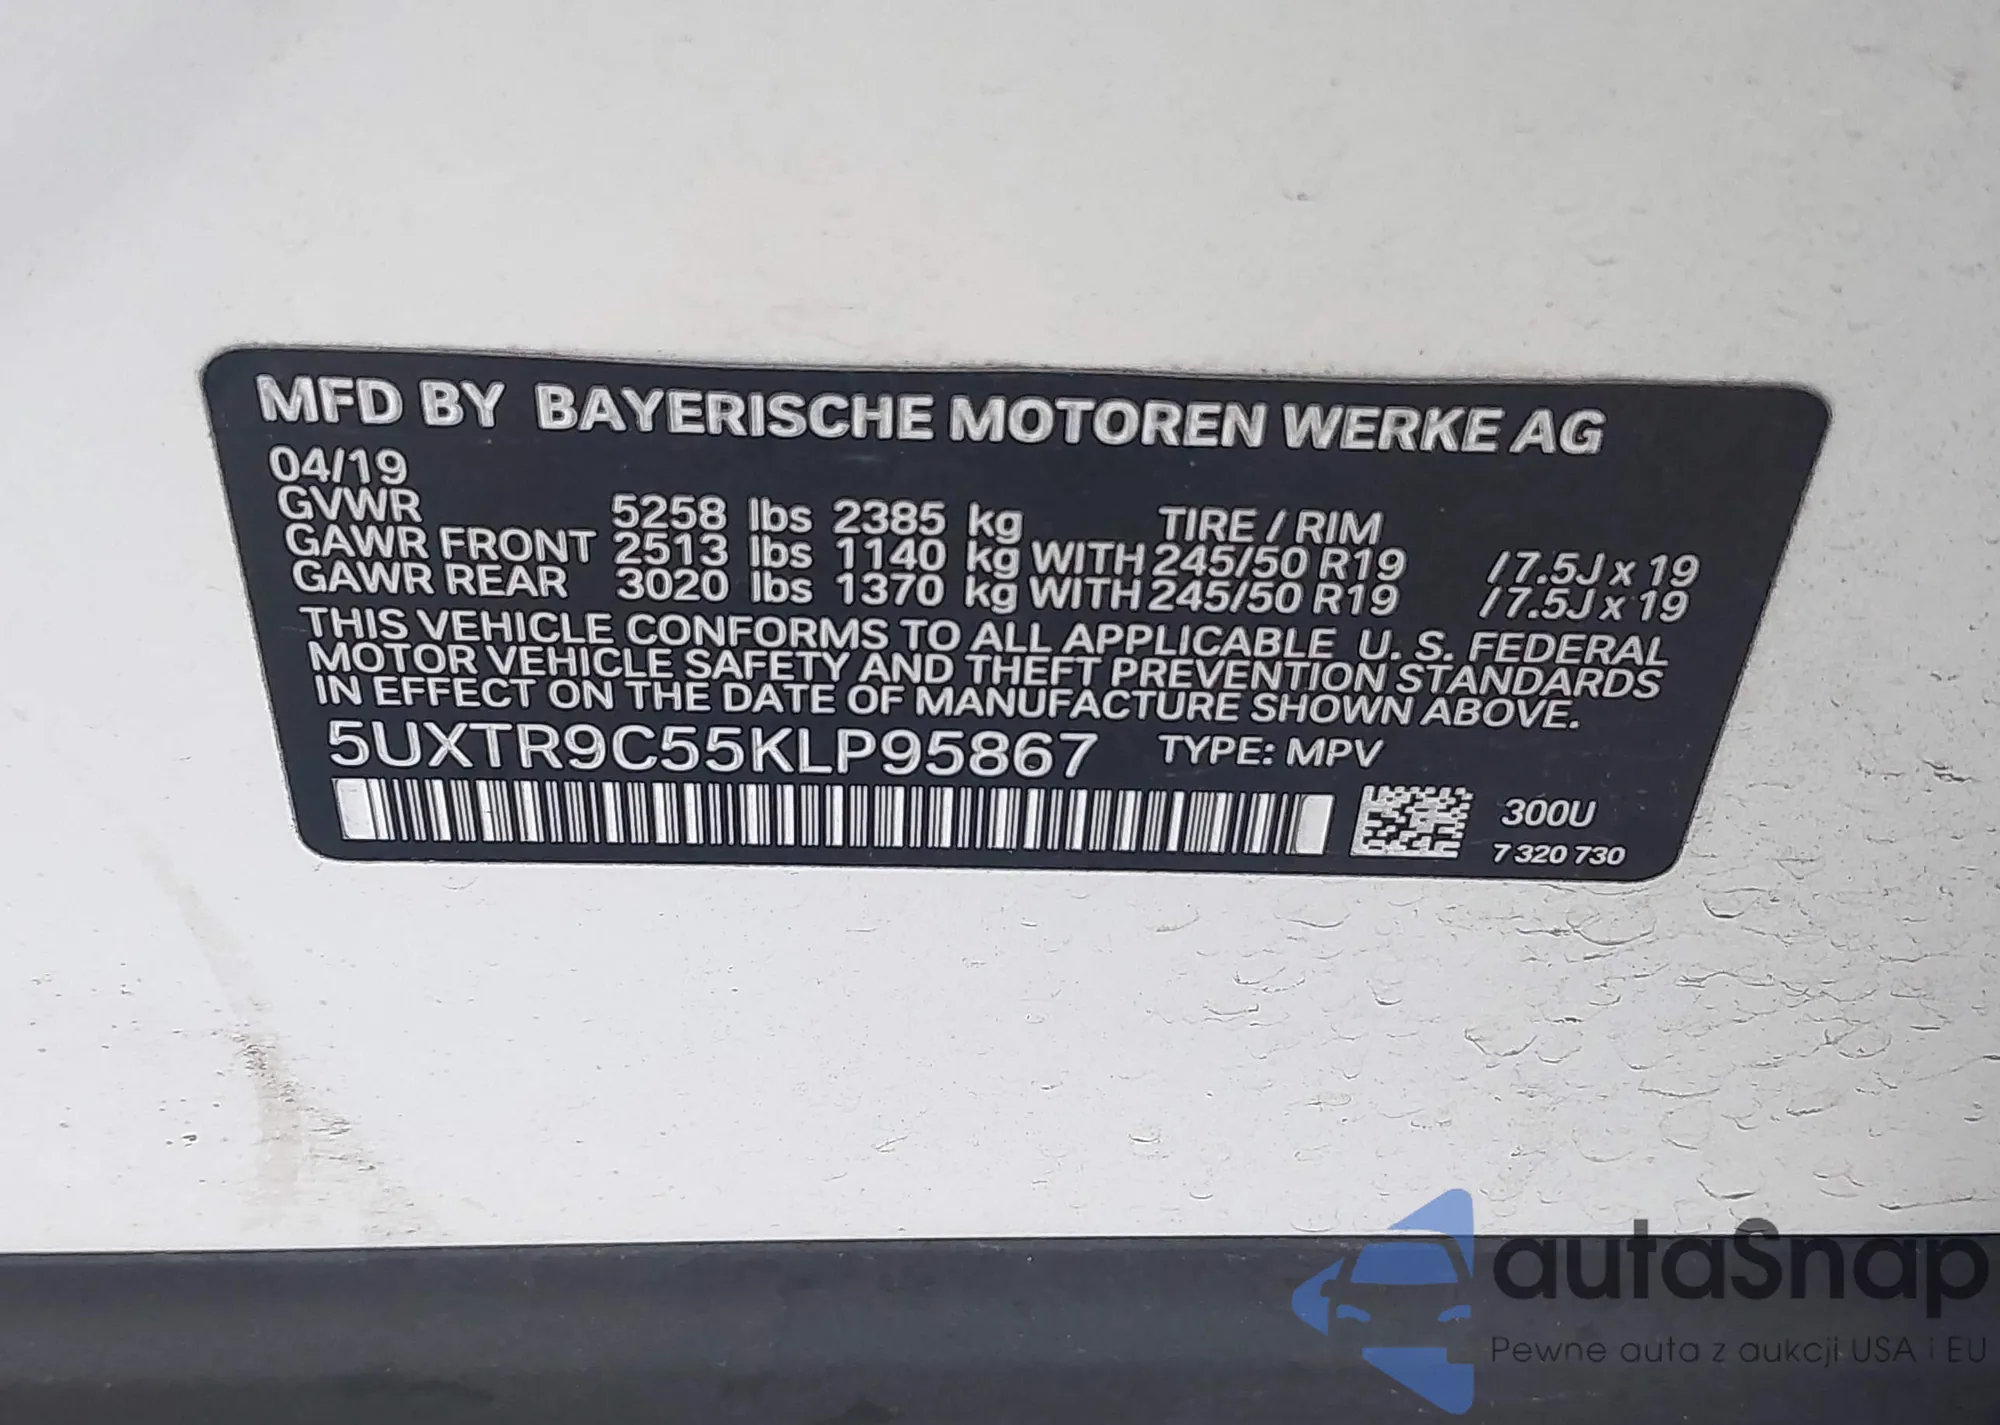 MFD BY BAYERISCHE MOTOREN WERKE AG
04/19
GVWR 5258 lbs 2385 kg TIRE / RIM
GAWR FRONT 2513 lbs 1140 kg WITH 245/50 R19 / 7.5J x 19
GAWR REAR 3020 lbs 1370 kg WITH 245/50 R19 / 7.5J x 19
THIS VEHICLE CONFORMS TO ALL APPLICABLE U. S. FEDERAL
MOTOR VEHICLE SAFETY AND THEFT PREVENTION STANDARDS
IN EFFECT ON THE DATE OF MANUFACTURE SHOWN ABOVE.
5UXTR9C55KLP95867 TYPE: MPV
300U
7 320 730
autaSnap
Pewne auta z aukcji USA i EU